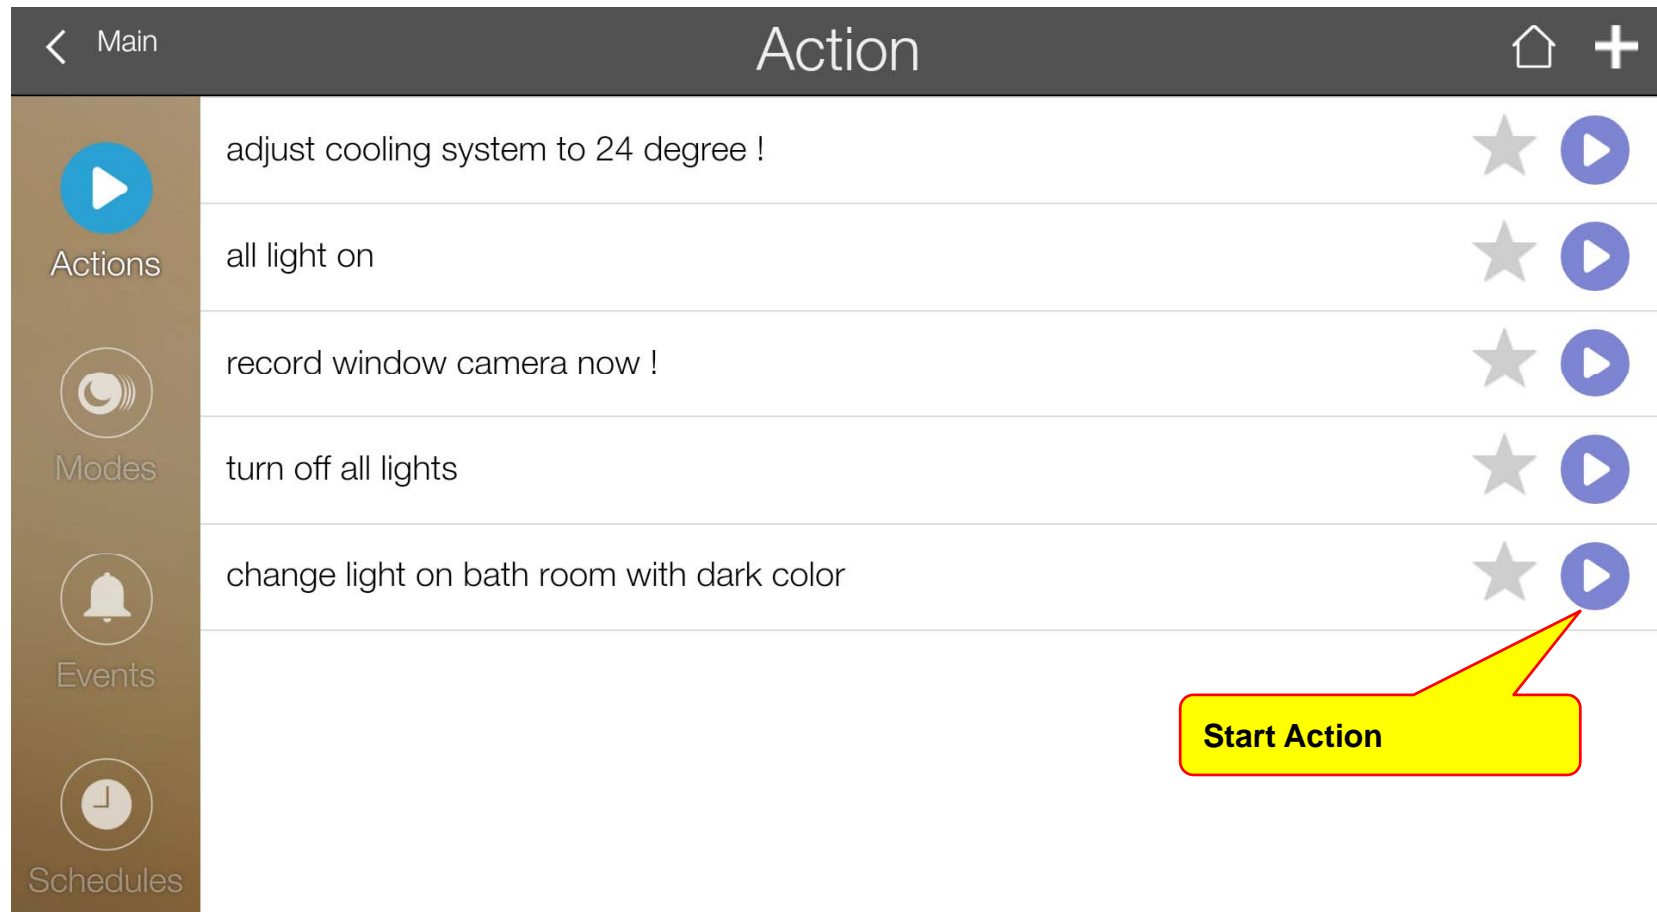 Main
Action
adjust cooling system to 24 degree !
Actions
all light on
record window camera now !
Modes
turn off all lights
change light on bath room with dark color
Events
Start Action
Schedules